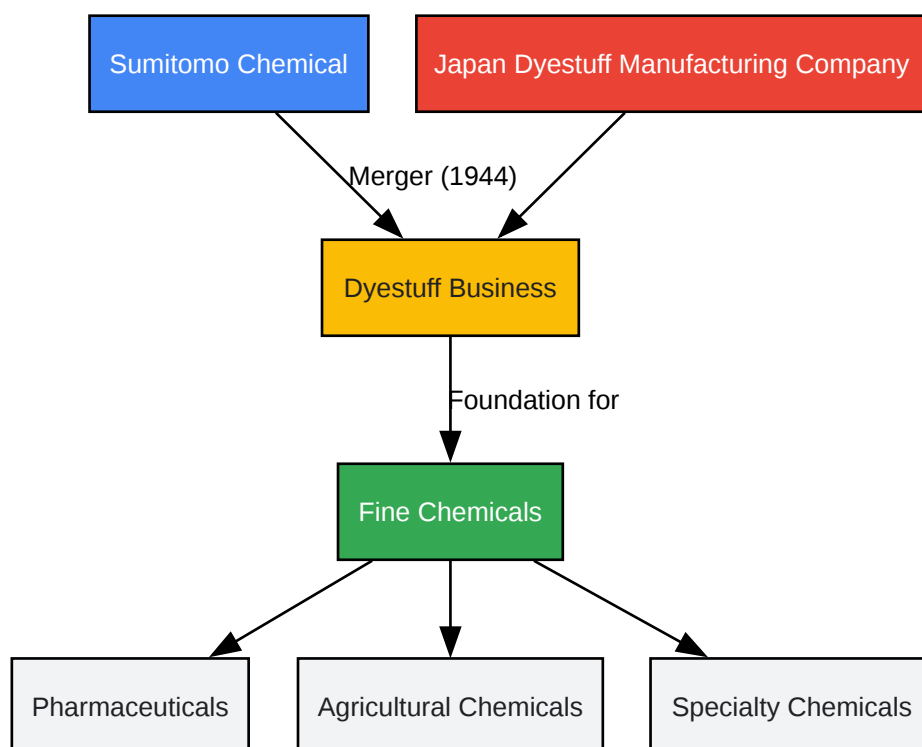 Sumitomo Chemical
Japan Dyestuff Manufacturing Company
Merger (1944)
Dyestuff Business
Foundation for
Fine Chemicals
Pharmaceuticals
Agricultural Chemicals
Specialty Chemicals